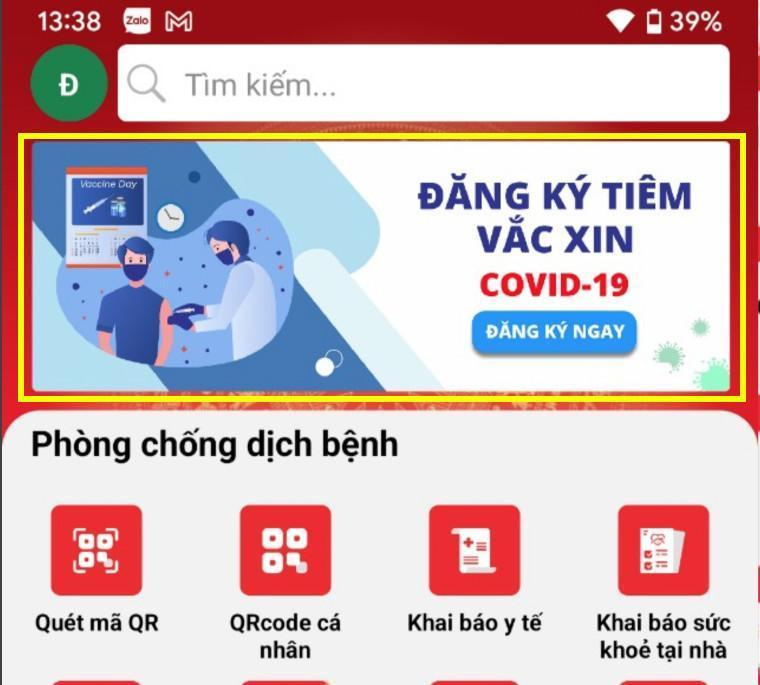 13:38 Zalo 39%
Đ Tìm kiếm...
Vaccine Day
ĐĂNG KÝ TIÊM
VẮC XIN
COVID-19
ĐĂNG KÝ NGAY
Phòng chống dịch bệnh
Quét mã QR
QRcode cá
nhân
Khai báo y tế
Khai báo sức
khoẻ tại nhà